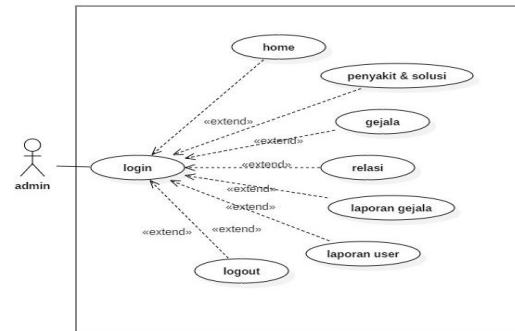 home
penyakit & solusi
«extend»
gejala
«extend»
«extend»
relasi
admin
login
«extend»
laporan gejala
«extend»
«extend»
«extend»
laporan user
logout